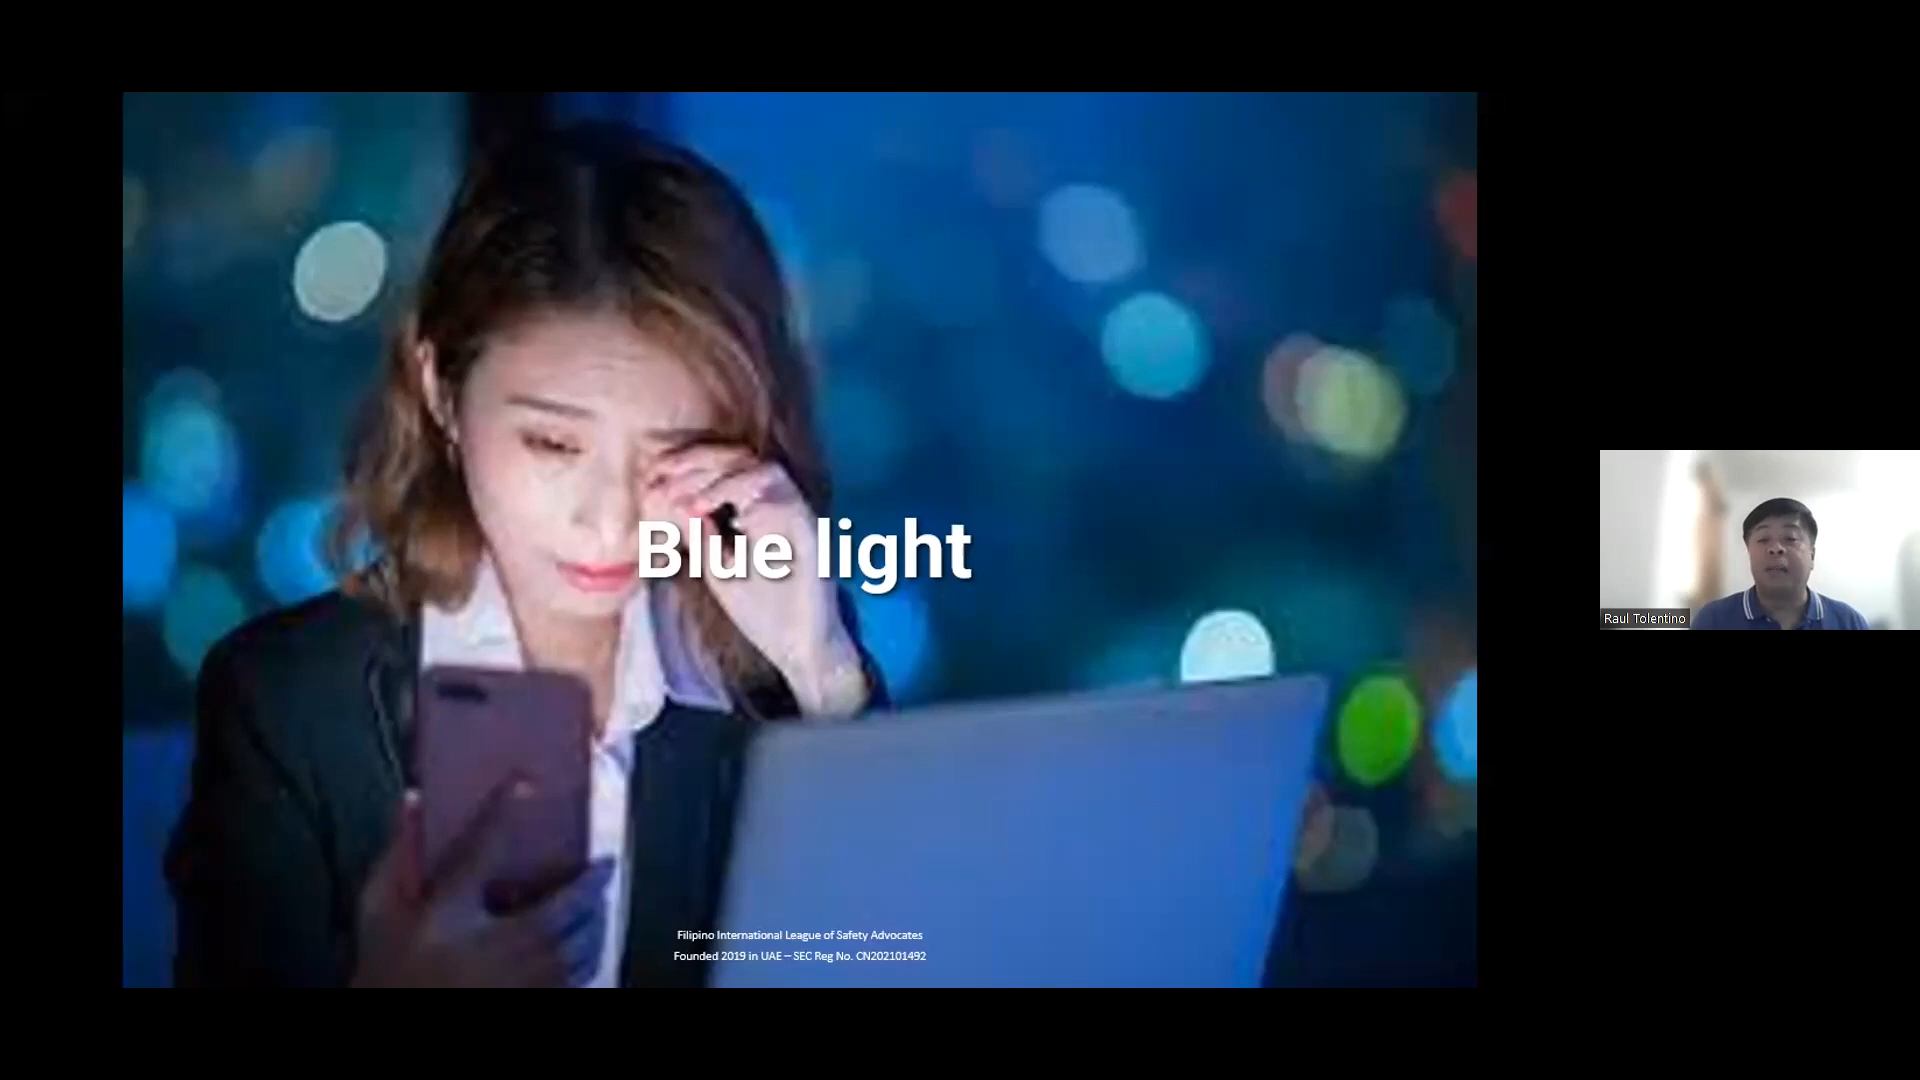 Blue light
Filipino International League of Safety Advocates
Founded 2019 in UAE – SEC Reg No. CN202101492
Raul Tolentino